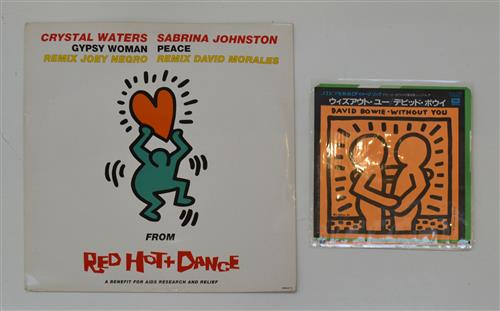 CRYSTAL WATERS SABRINA JOHNSTON
GYPSY WOMAN PEACE
REMIX JOEY NEGRO REMIX DAVID MORALES
FROM
RED HOT + DANCE
A BENEFIT FOR AIDS RESEARCH AND RELIEF
ウィズアウト・ユー/デビッド・ボウイ
DAVID BOWIE・WITHOUT YOU